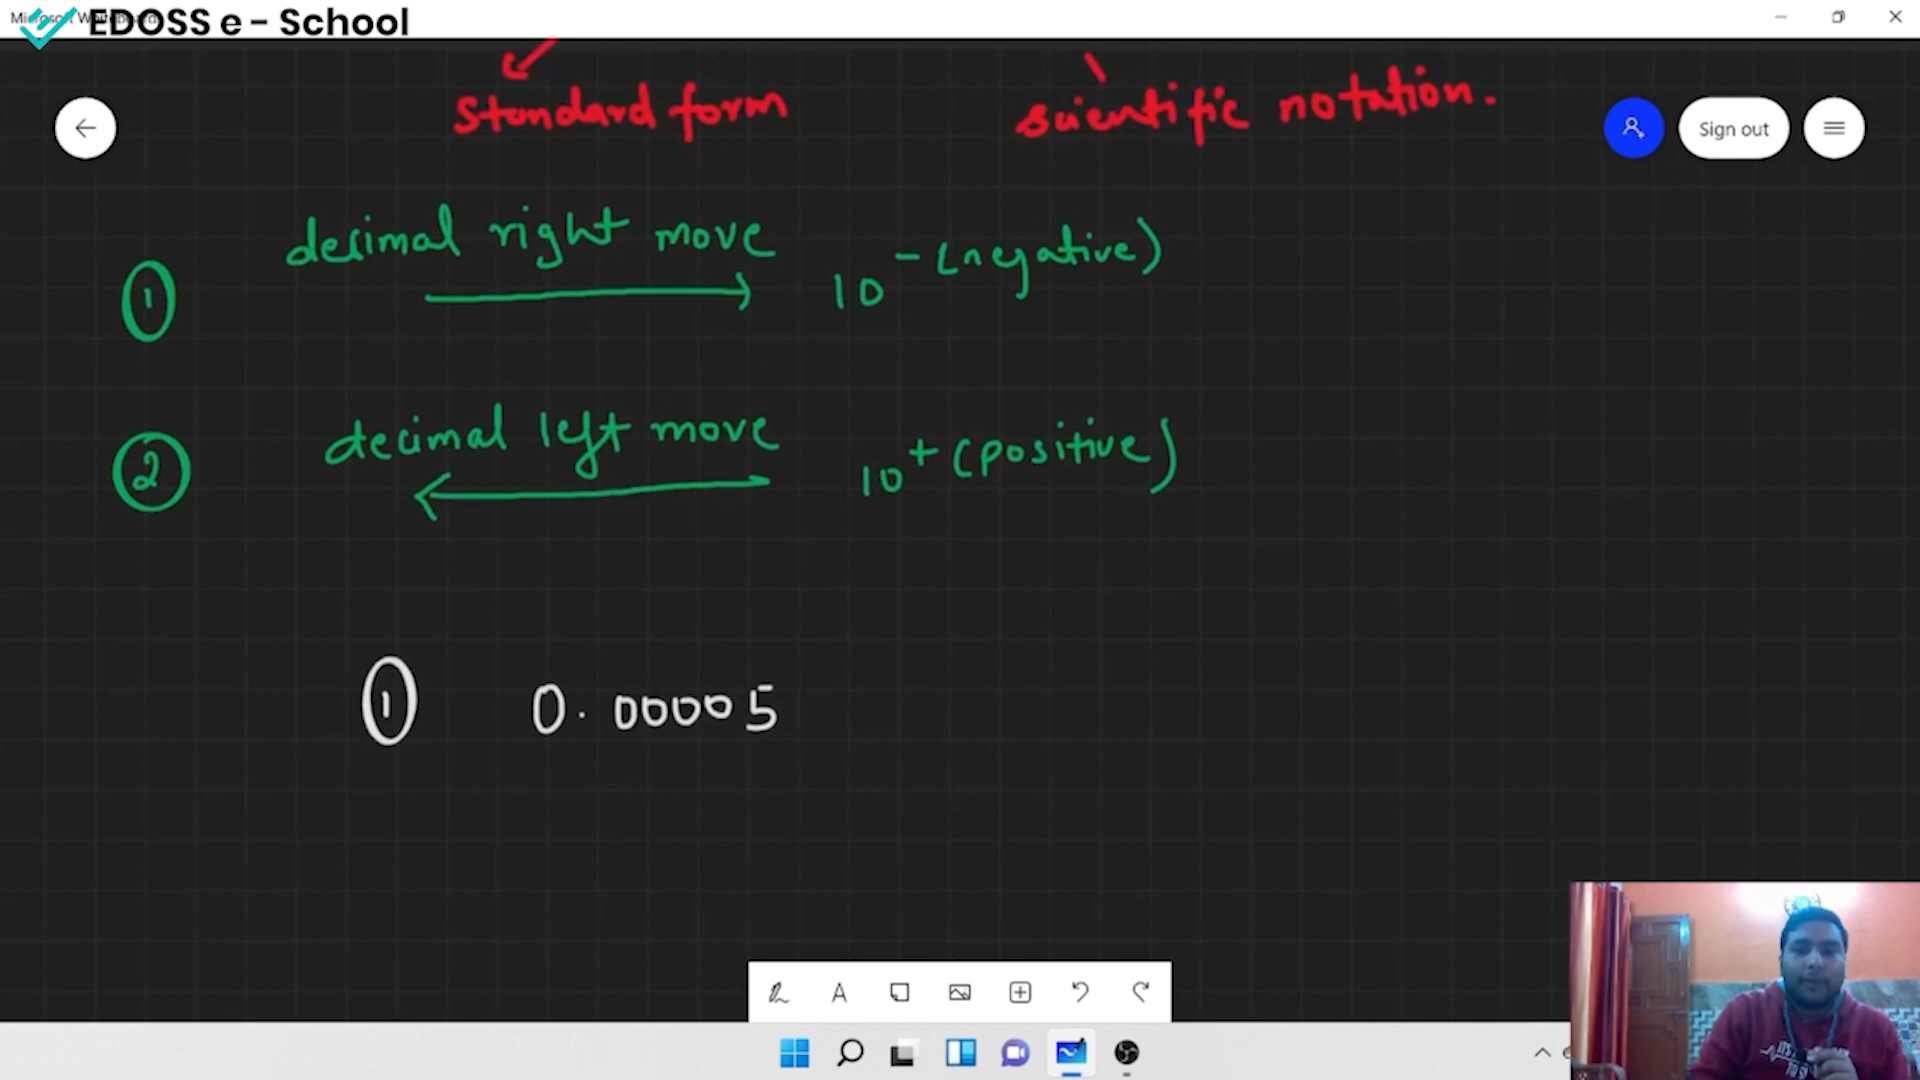 EDOSS e - School
Standard form
scientific notation.
Sign out
① decimal right move 10 - (negative)
② decimal left move 10 + (positive)
① 0.00005